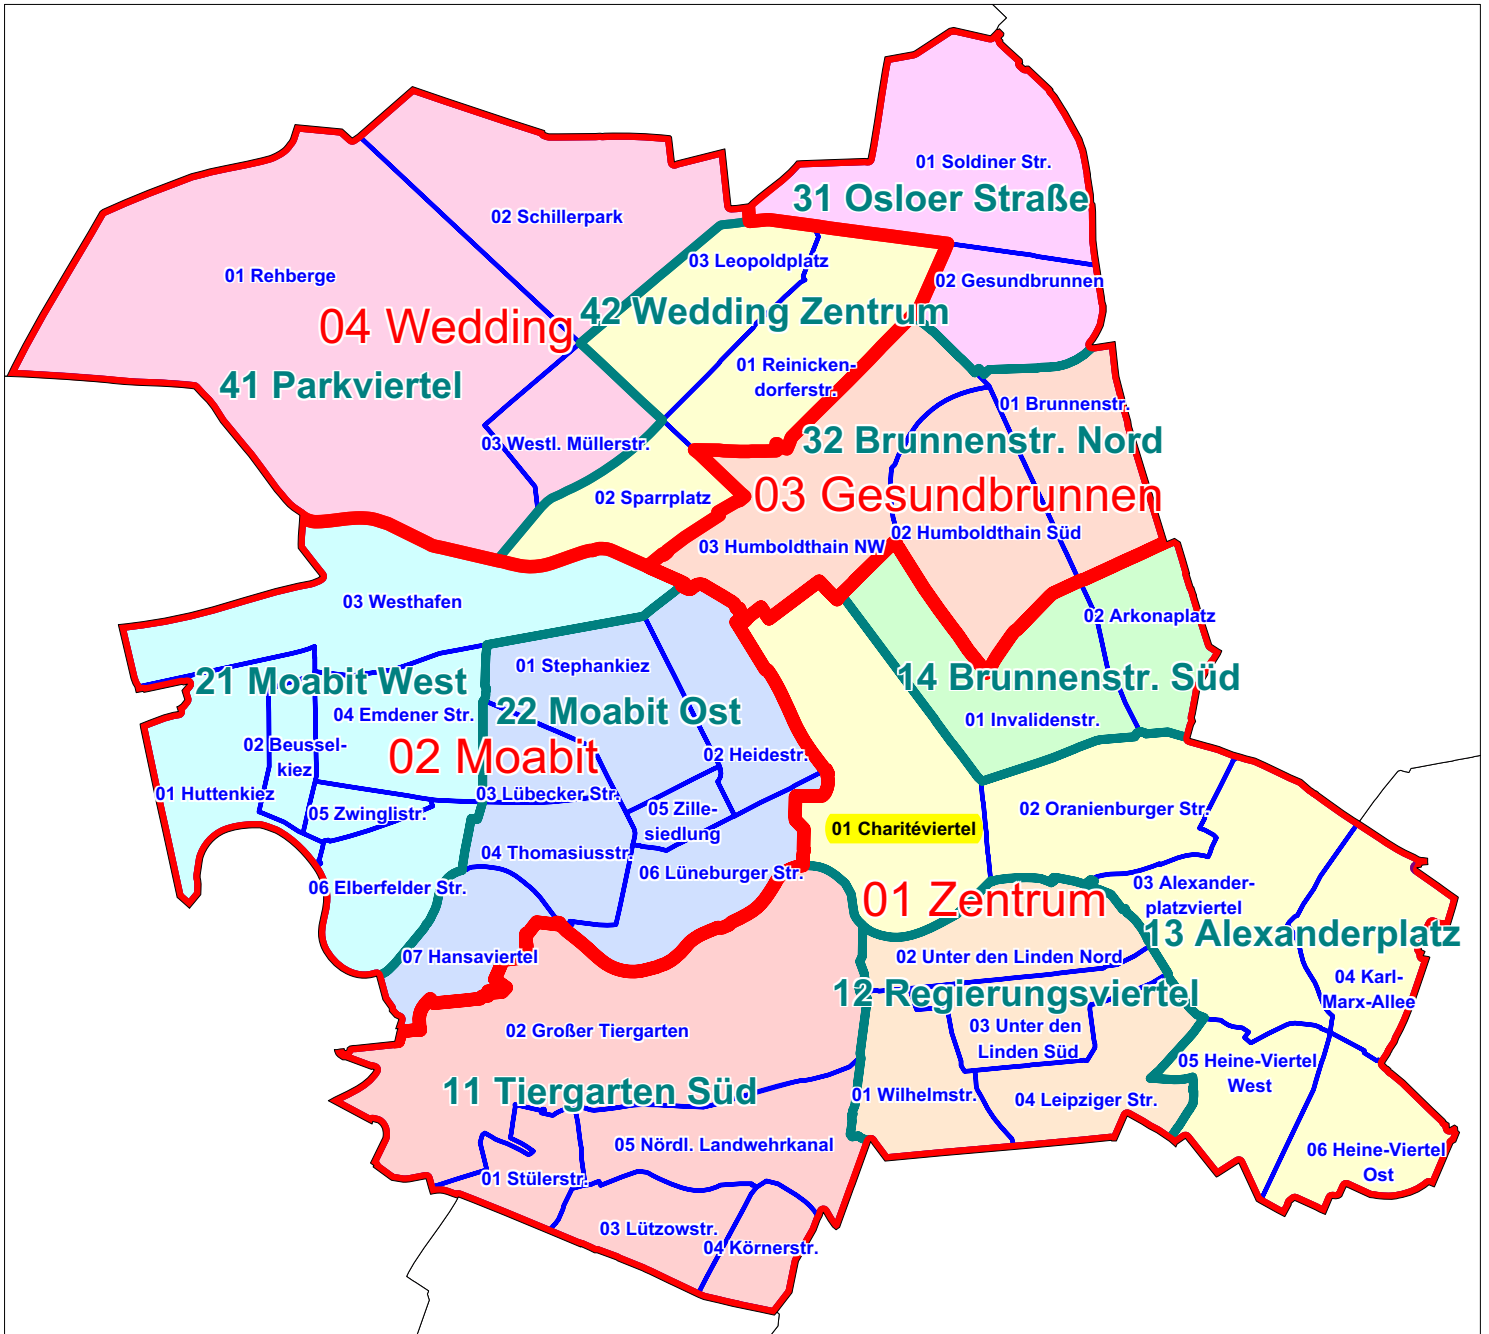 01 Soldiner Str.
31 Osloer Straße
02 Schillerpark
03 Leopoldplatz
01 Rehberge
02 Gesundbrunnen
42 Wedding Zentrum
04 Wedding
01 Reinicken-
dorferstr.
41 Parkviertel
01 Brunnenstr.
03 Westl. Müllerstr.
32 Brunnenstr. Nord
02 Sparrplatz
03 Gesundbrunnen
02 Humboldthain Süd
03 Humboldthain NW
03 Westhafen
02 Arkonaplatz
01 Stephankiez
21 Moabit West
14 Brunnenstr. Süd
04 Emdener Str.
22 Moabit Ost
01 Invalidenstr.
02 Beussel-
kiez
02 Moabit
02 Heidestr.
01 Huttenkiez
03 Lübecker Str.
05 Zwinglistr.
05 Zille-
siedlung
02 Oranienburger Str.
01 Charitéviertel
04 Thomasiusstr.
06 Lüneburger Str.
06 Elberfelder Str.
03 Alexander-
platzviertel
01 Zentrum
13 Alexanderplatz
07 Hansaviertel
02 Unter den Linden Nord
04 Karl-
Marx-Allee
12 Regierungsviertel
02 Großer Tiergarten
03 Unter den
Linden Süd
05 Heine-Viertel
West
11 Tiergarten Süd
01 Wilhelmstr.
04 Leipziger Str.
05 Nördl. Landwehrkanal
06 Heine-Viertel
Ost
01 Stülerstr.
03 Lützowstr.
04 Körnerstr.